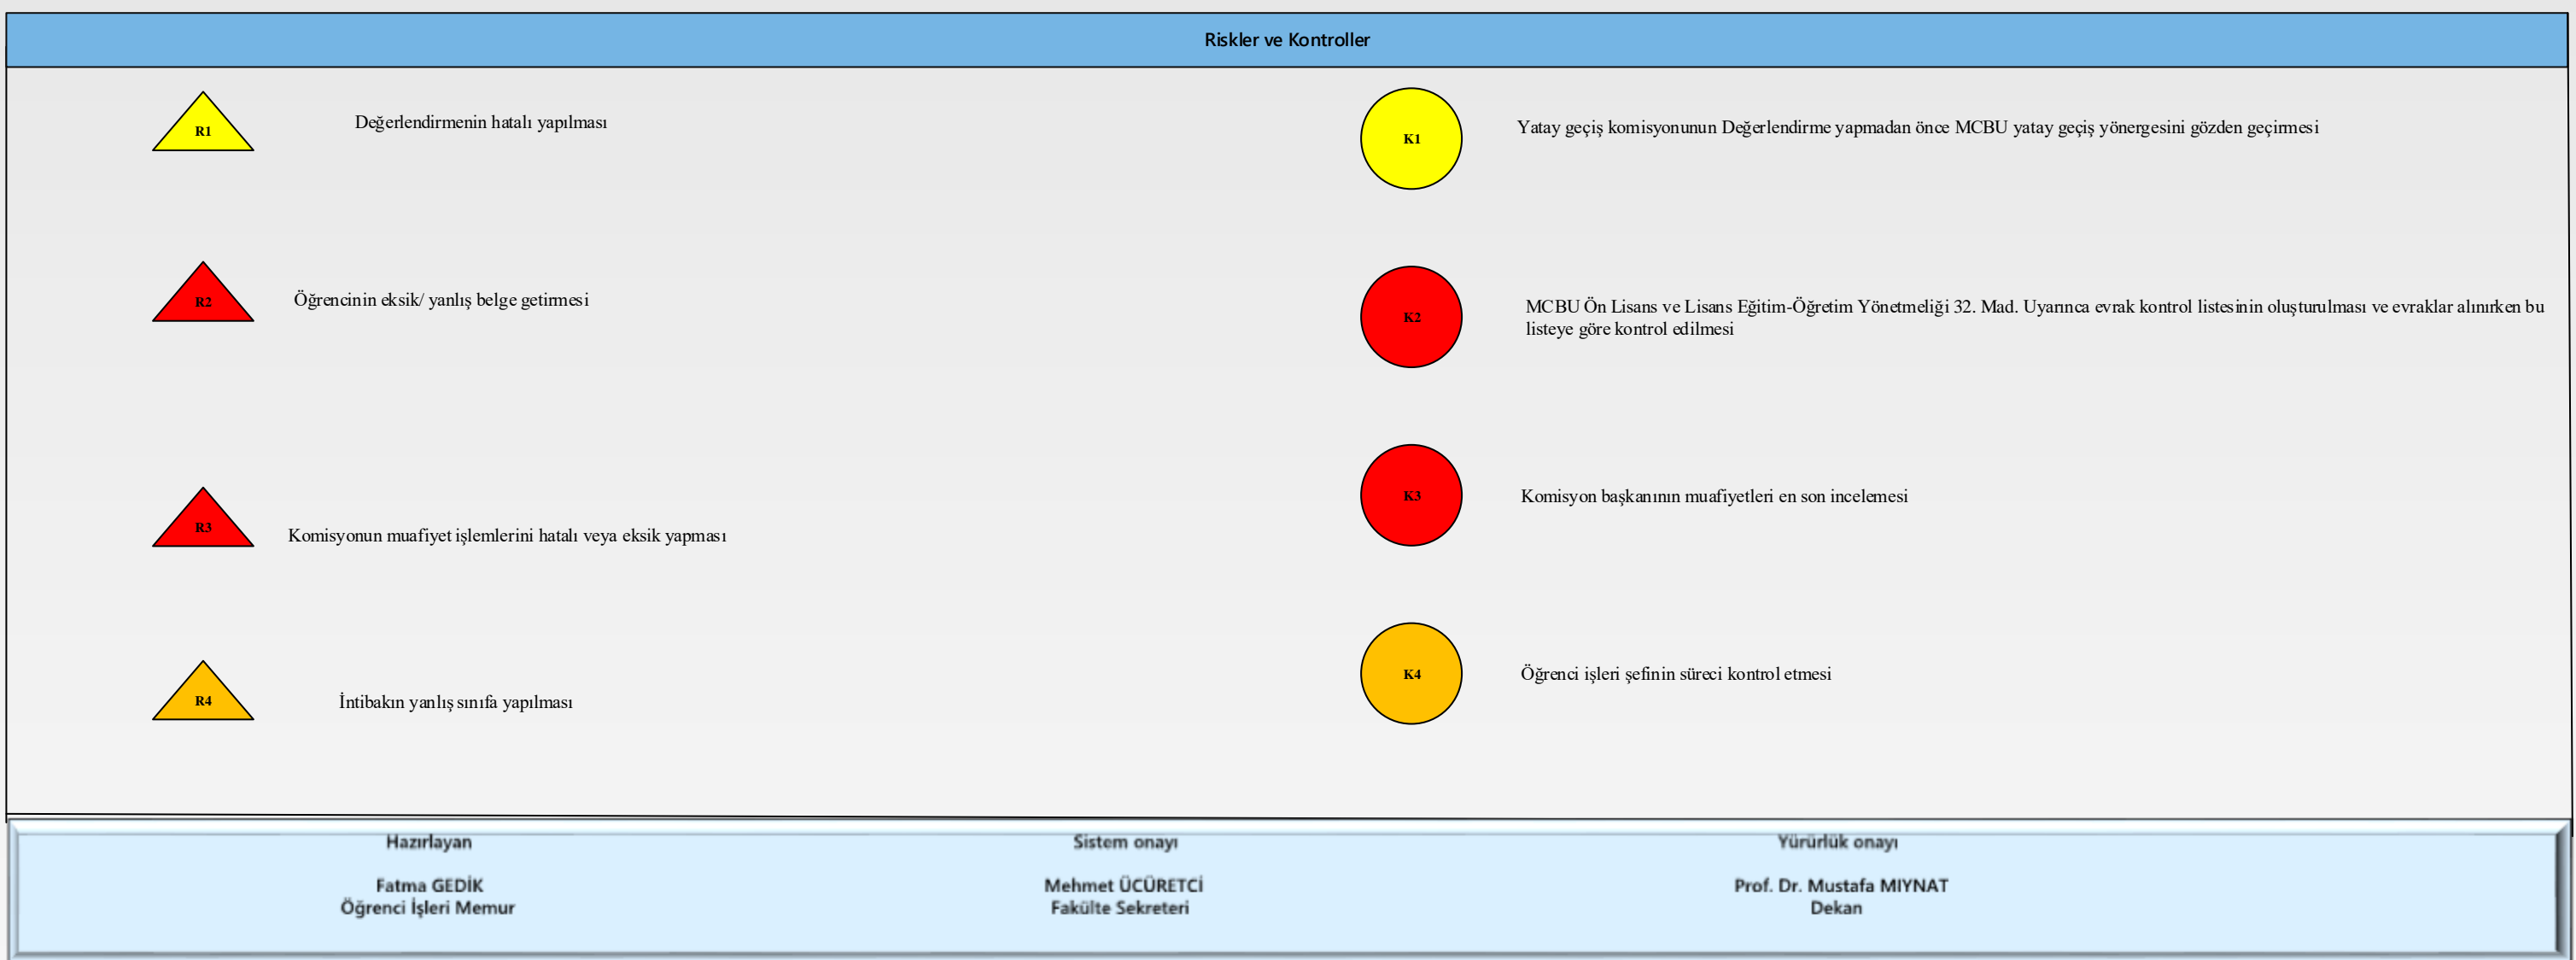 Riskler ve Kontroller
R1
Değerlendirmenin hatalı yapılması
K1
Yatay geçiş komisyonunun Değerlendirme yapmadan önce MCBU yatay geçiş yönergesini gözden geçirmesi
R2
Öğrencinin eksik/ yanlış belge getirmesi
K2
MCBU Ön Lisans ve Lisans Eğitim-Öğretim Yönetmeliği 32. Mad. Uyarınca evrak kontrol listesinin oluşturulması ve evraklar alınırken bu
listeye göre kontrol edilmesi
R3
Komisyonun muafiyet işlemlerini hatalı veya eksik yapması
K3
Komisyon başkanının muafiyetleri en son incelemesi
R4
İntibakın yanlış sınıfa yapılması
K4
Öğrenci işleri şefinin süreci kontrol etmesi
Hazırlayan
Fatma GEDİK
Öğrenci İşleri Memur
Sistem onayı
Mehmet ÜCÜRETCİ
Fakülte Sekreteri
Yürürlük onayı
Prof. Dr. Mustafa MIYNAT
Dekan